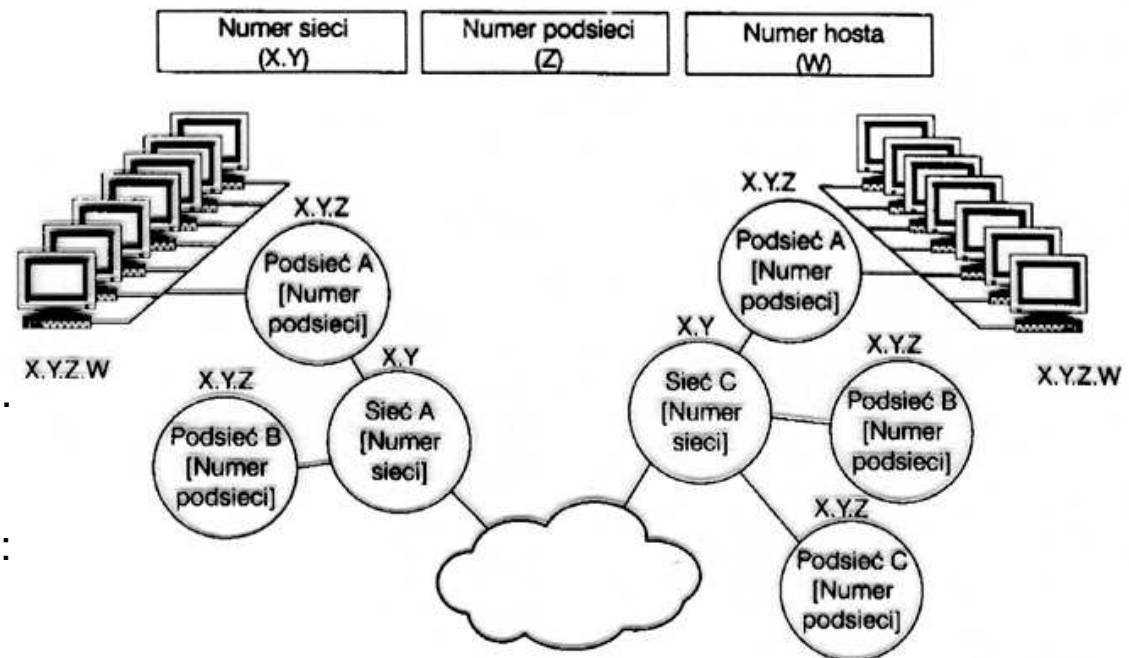 Numer sieci
(X.Y)
Numer podsieci
(Z)
Numer hosta
(W)
X.Y.Z
Podsieć A
[Numer
podsieci]
X.Y.Z.W
X.Y.Z
Podsieć B
[Numer
podsieci]
X.Y
Sieć A
[Numer
sieci]
X.Y.Z
Podsieć A
[Numer
podsieci]
X.Y
Sieć C
[Numer
sieci]
X.Y.Z
Podsieć B
[Numer
podsieci]
X.Y.Z.W
X.Y.Z
Podsieć C
[Numer
podsieci]
.
: